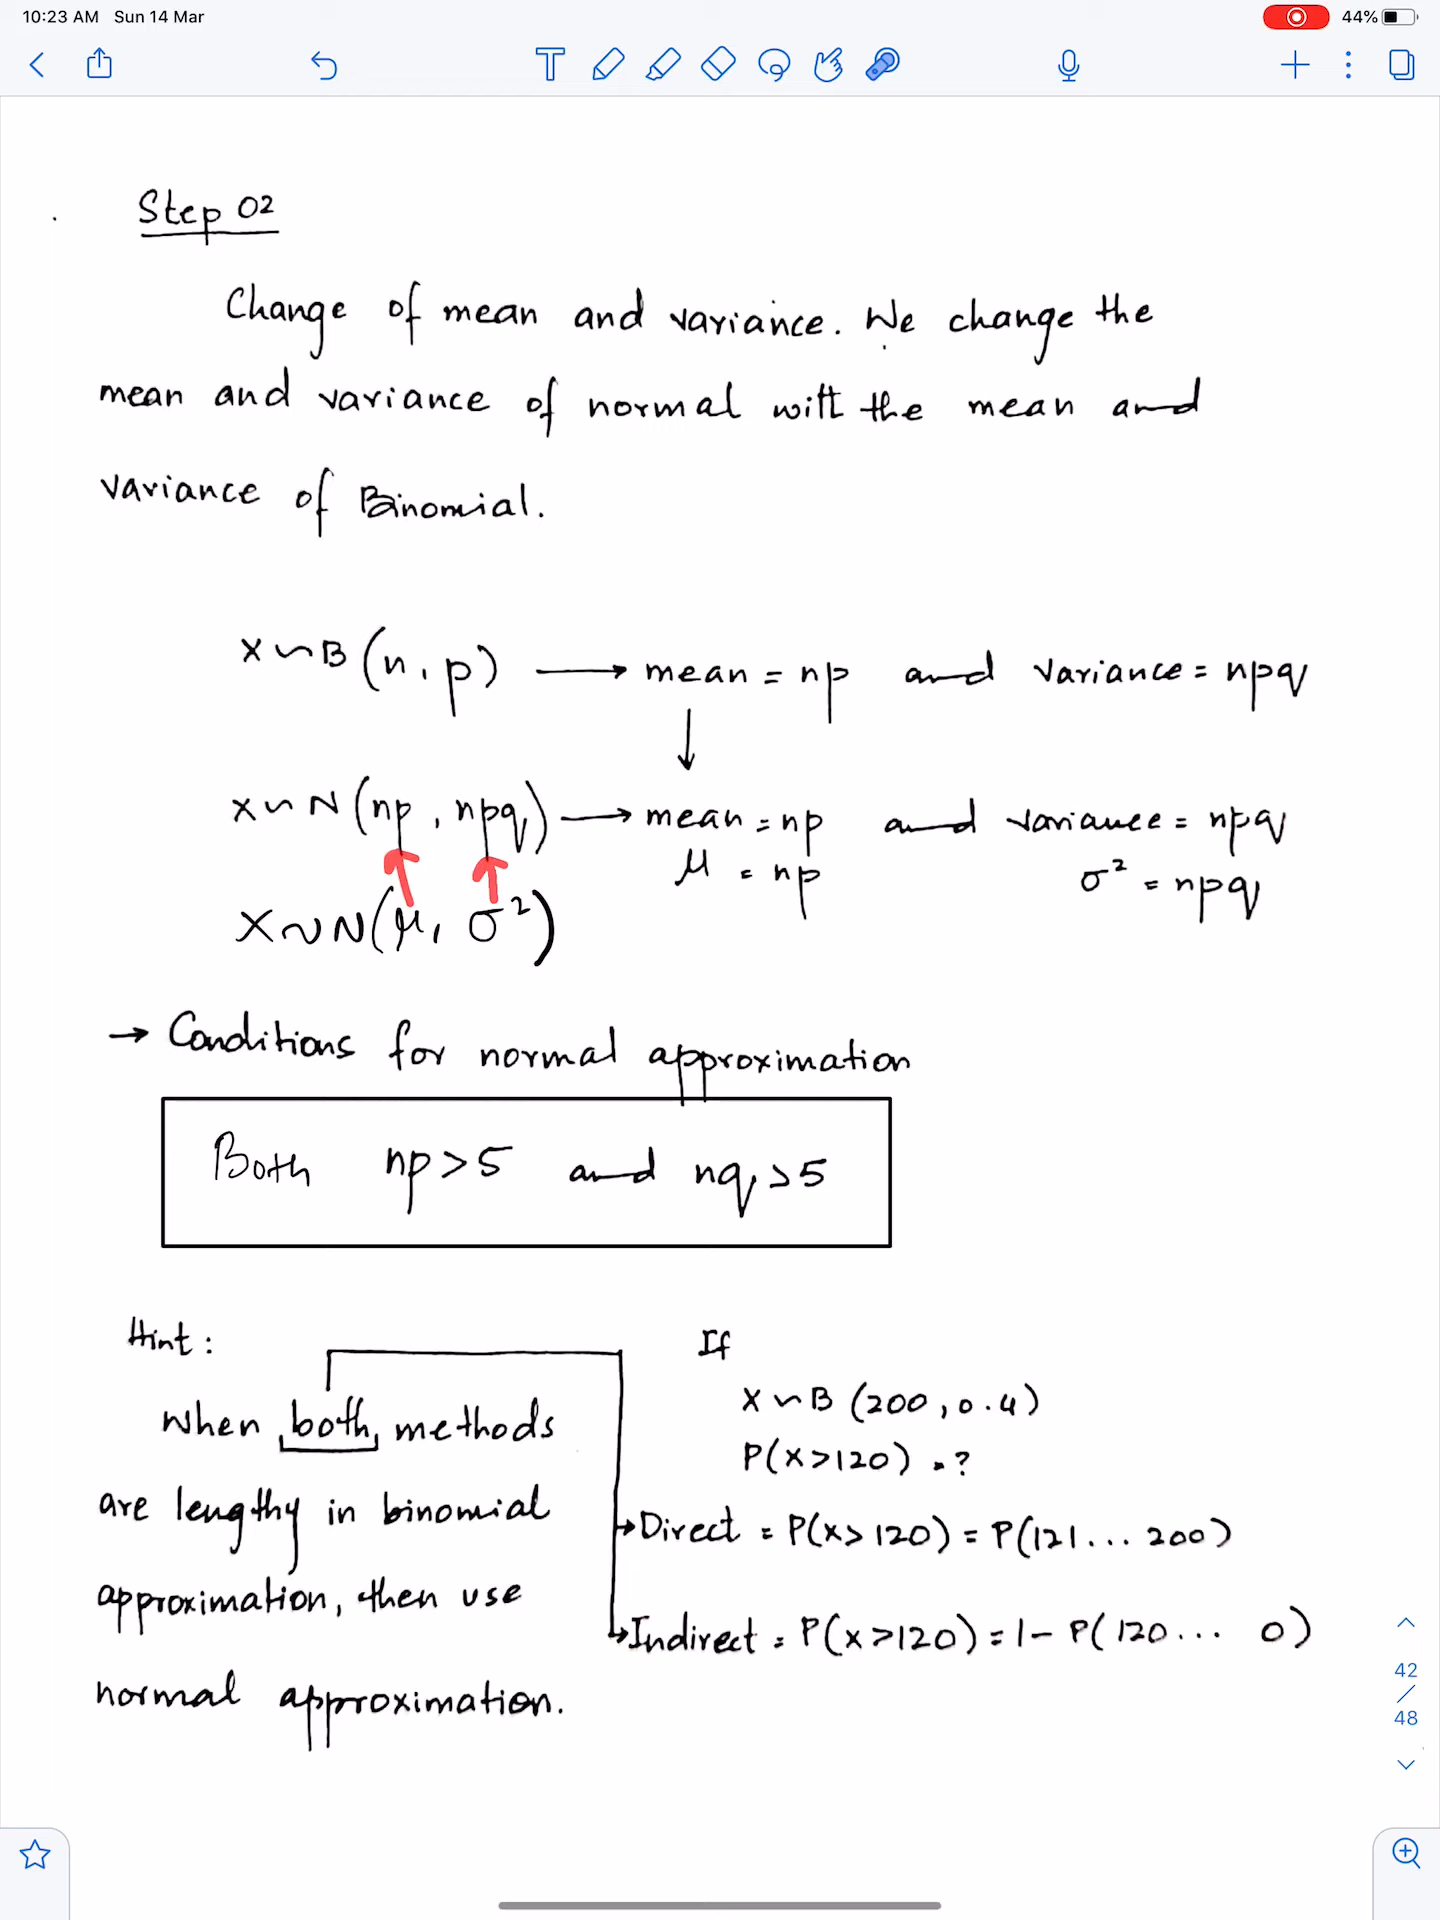 10:23 AM Sun 14 Mar 44%
Step 02
Change of mean and variance. We change the
mean and variance of normal with the mean and
variance of Binomial.
X∼B(n, p) → mean = np and variance = npq
↓
X∼N(np, npq) → mean = np and variance = npq
μ = np σ² = npq
X∼N(μ, σ²)
→ Conditions for normal approximation
Both np>5 and nq>5
Hint:
When both methods
are lengthy in binomial
approximation, then use
normal approximation.
If
X∼B (200, 0.4)
P(X>120) = ?
→Direct = P(X>120) = P(121... 200)
→Indirect = P(X>120) = 1 - P(120... 0)
42
/
48